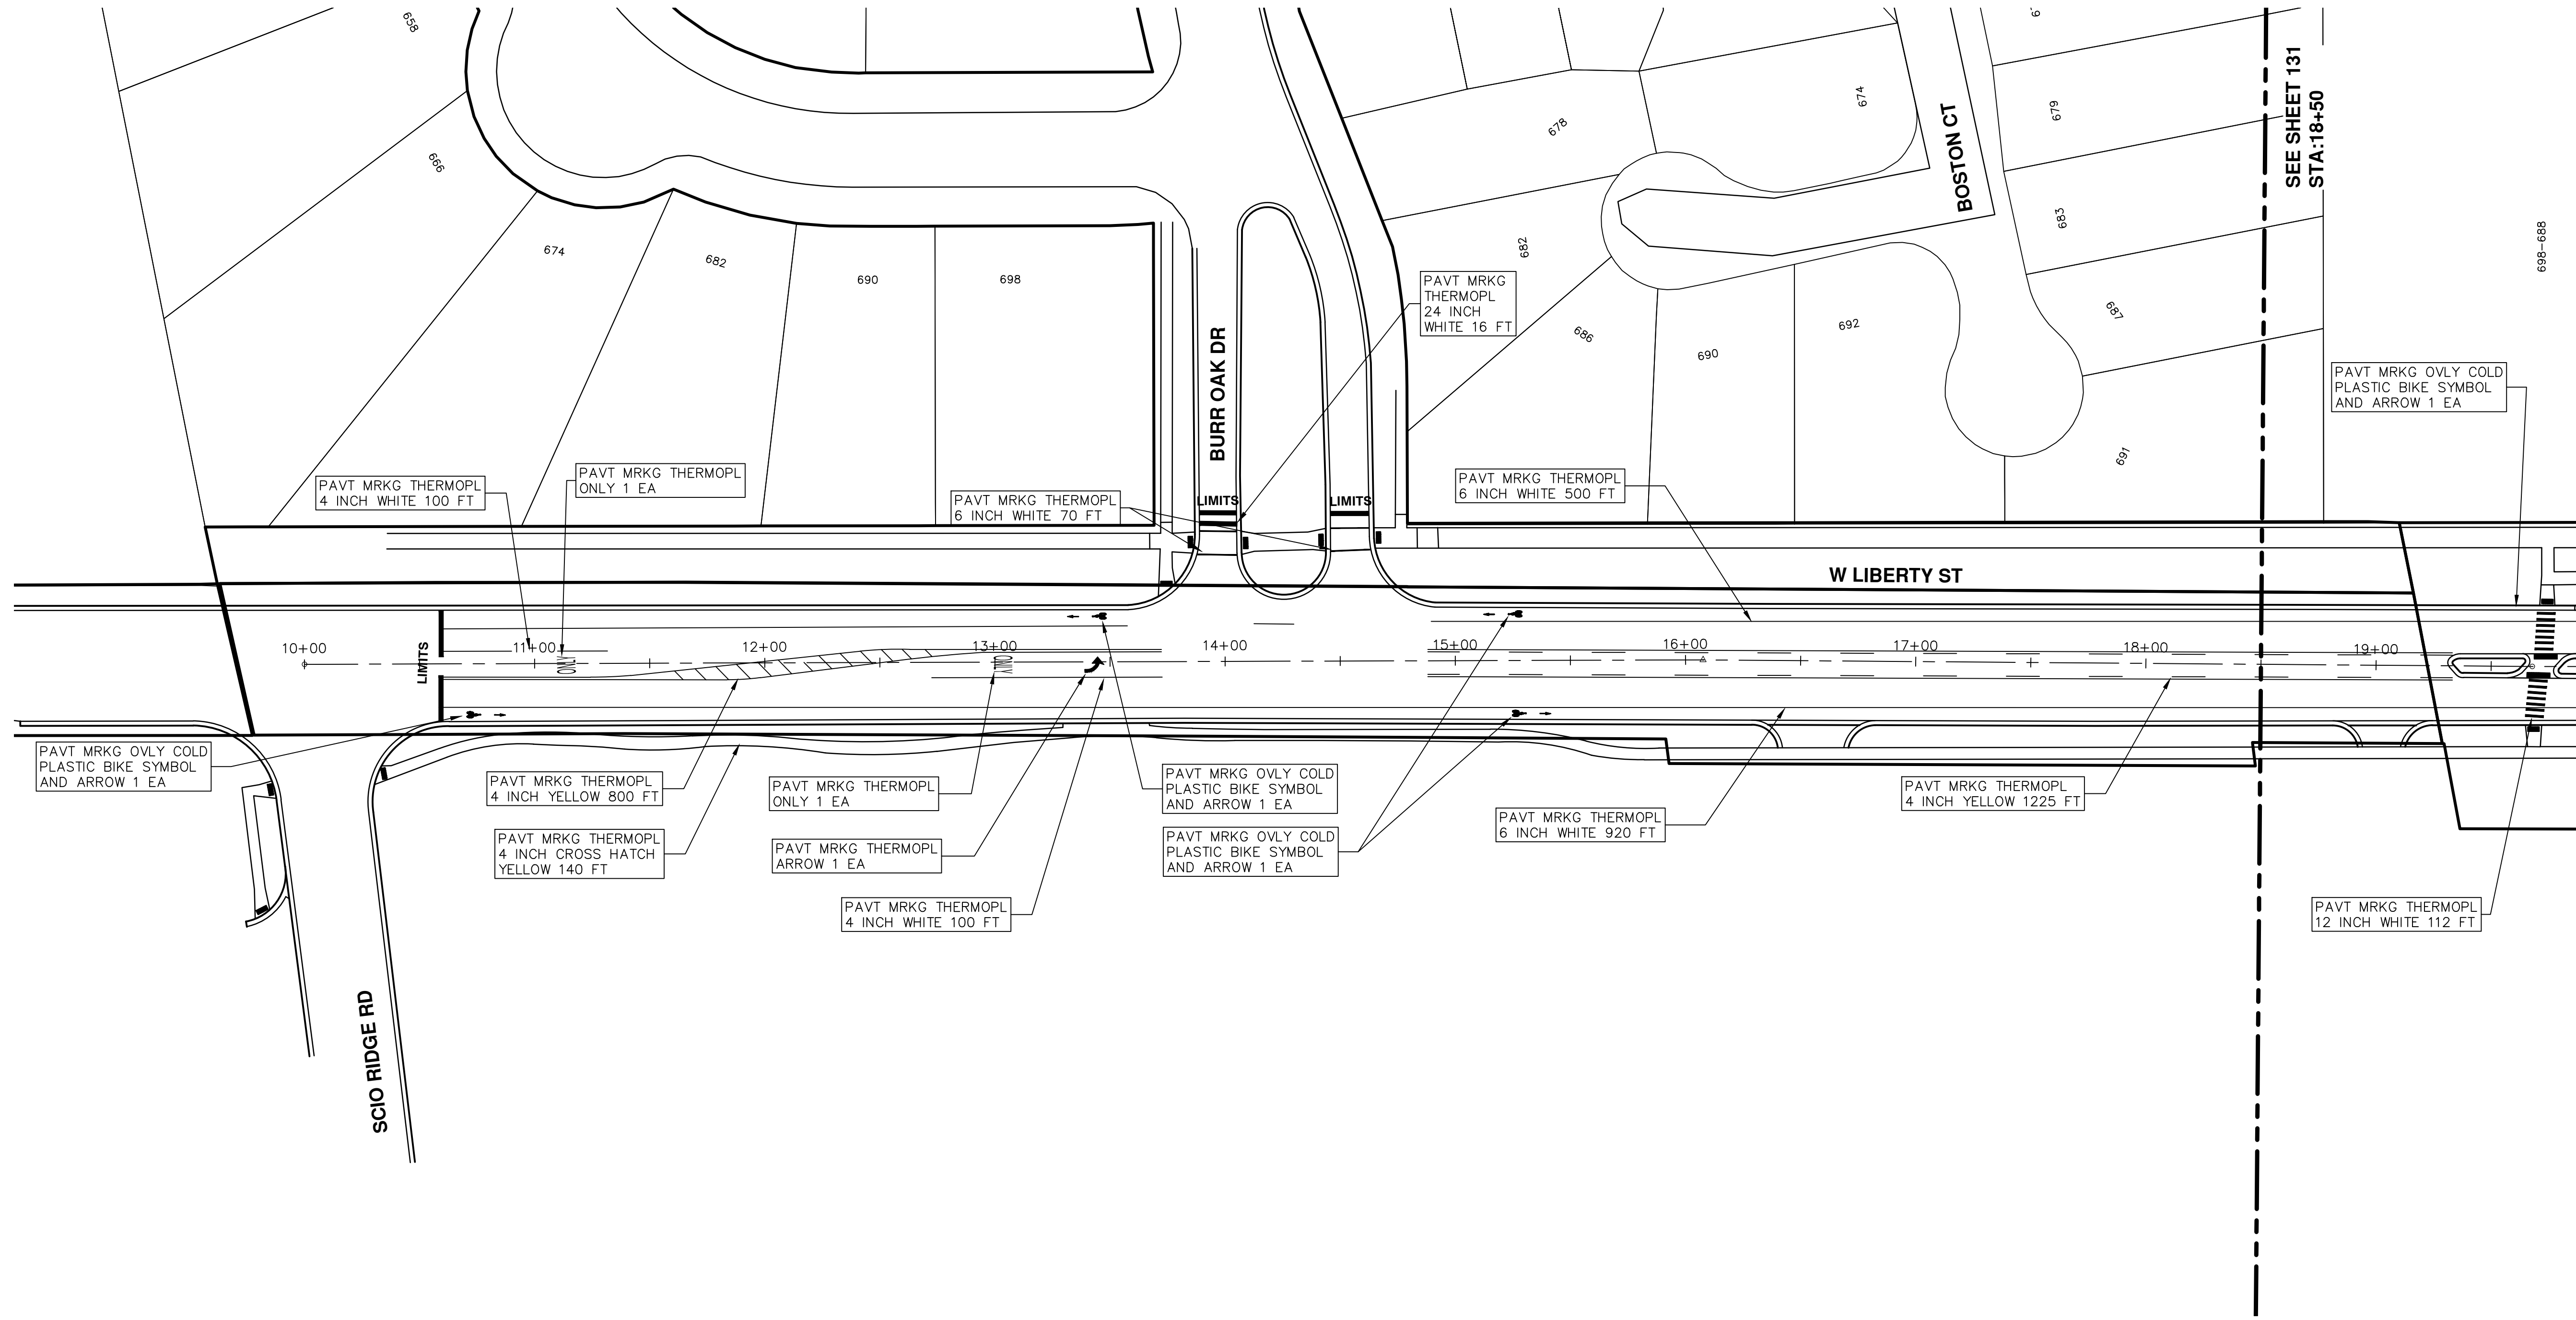 658
666
674
682
690
698
678
674
682
686
690
692
679
683
687
691
698-688
BOSTON CT
BURR OAK DR
SEE SHEET 131
STA:18+50
PAVT MRKG
THERMOPL
24 INCH
WHITE 16 FT
PAVT MRKG OVLY COLD
PLASTIC BIKE SYMBOL
AND ARROW 1 EA
PAVT MRKG THERMOPL
4 INCH WHITE 100 FT
PAVT MRKG THERMOPL
ONLY 1 EA
PAVT MRKG THERMOPL
6 INCH WHITE 70 FT
LIMITS
LIMITS
PAVT MRKG THERMOPL
6 INCH WHITE 500 FT
W LIBERTY ST
LIMITS
10+00
11+00
12+00
13+00
14+00
15+00
16+00
17+00
18+00
19+00
ONLY
ONLY
PAVT MRKG OVLY COLD
PLASTIC BIKE SYMBOL
AND ARROW 1 EA
PAVT MRKG THERMOPL
4 INCH YELLOW 800 FT
PAVT MRKG THERMOPL
ONLY 1 EA
PAVT MRKG OVLY COLD
PLASTIC BIKE SYMBOL
AND ARROW 1 EA
PAVT MRKG THERMOPL
6 INCH WHITE 920 FT
PAVT MRKG THERMOPL
4 INCH YELLOW 1225 FT
PAVT MRKG THERMOPL
4 INCH CROSS HATCH
YELLOW 140 FT
PAVT MRKG THERMOPL
ARROW 1 EA
PAVT MRKG OVLY COLD
PLASTIC BIKE SYMBOL
AND ARROW 1 EA
PAVT MRKG THERMOPL
4 INCH WHITE 100 FT
PAVT MRKG THERMOPL
12 INCH WHITE 112 FT
SCIO RIDGE RD